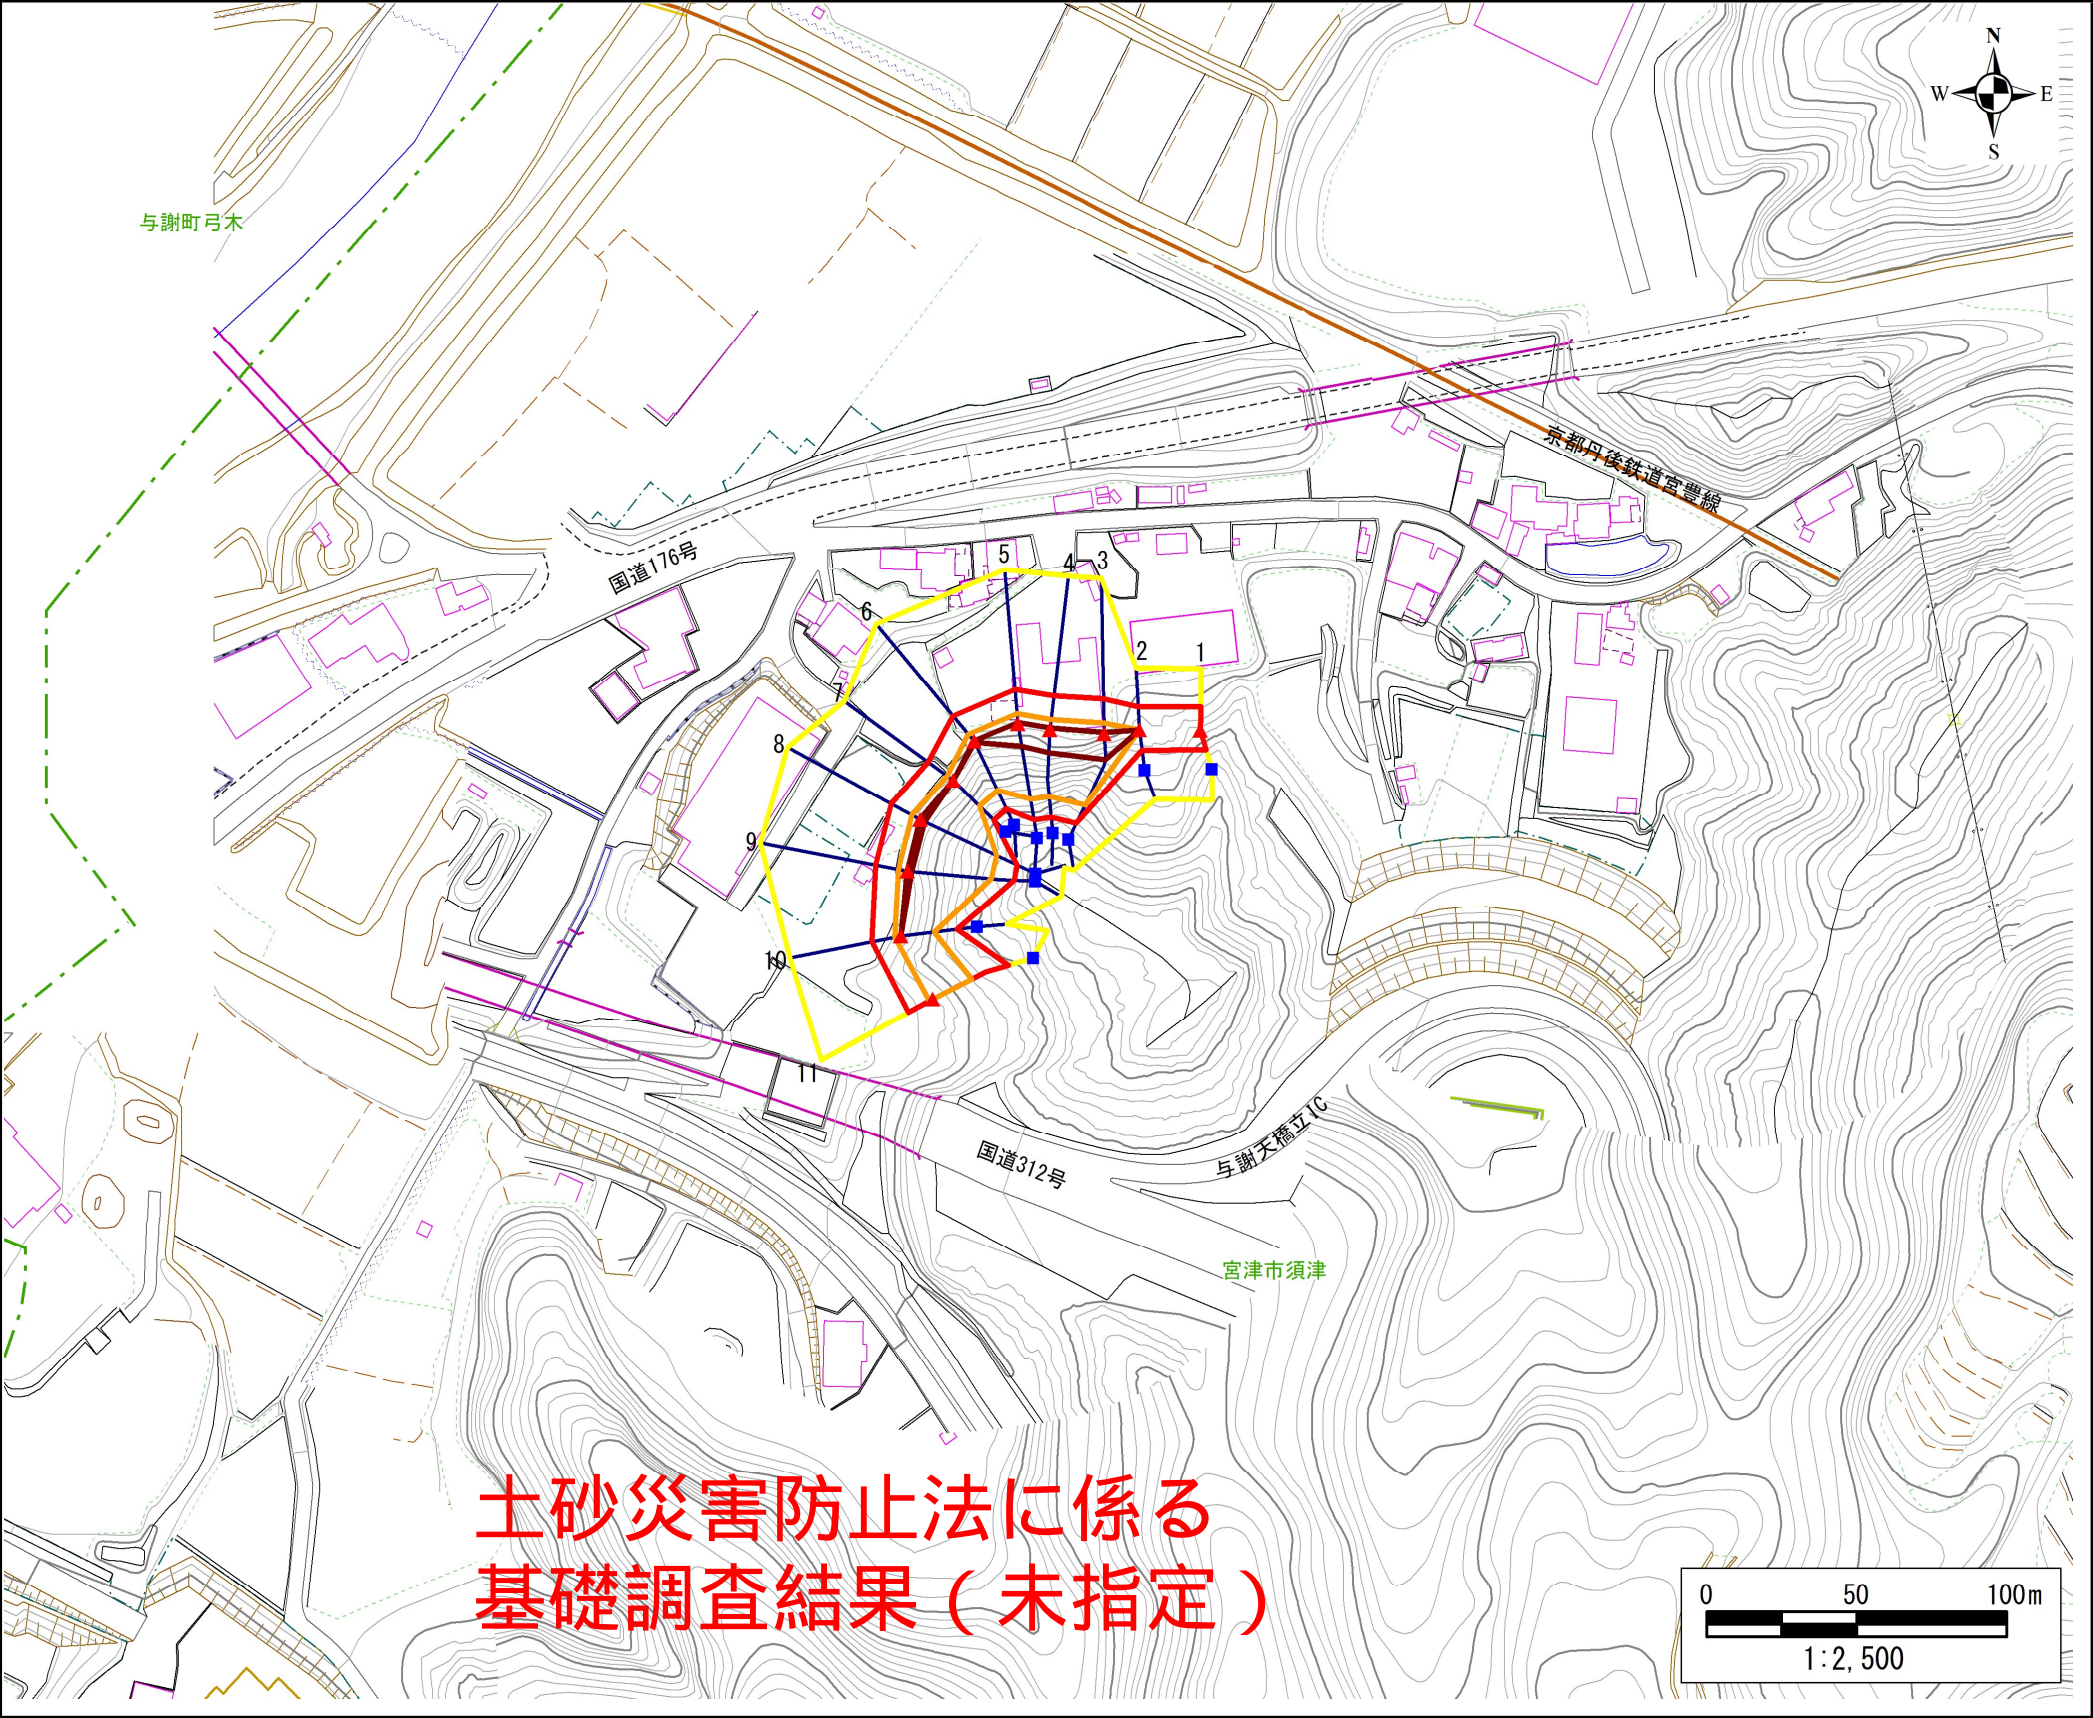 N
W E
S
与謝町弓木
京都丹後鉄道宮豊線
国道176号
5
4
3
6
2
1
7
8
9
10
11
国道312号
与謝天橋立IC
宮津市須津
土砂災害防止法に係る
基礎調査結果(未指定)
0 50 100m
1:2,500